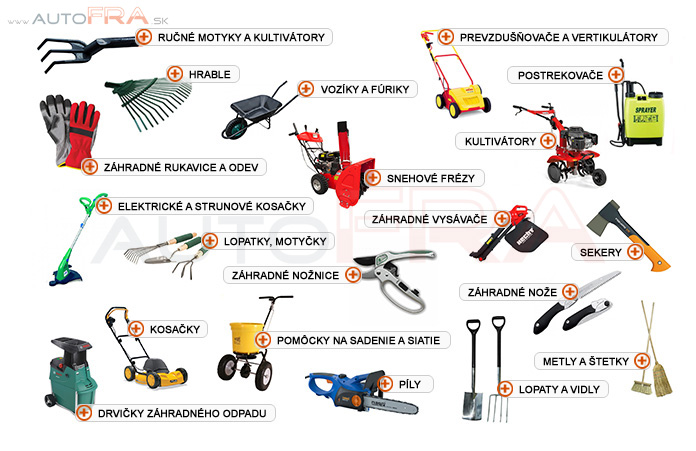 www.AUTOFRA.SK
RUČNÉ MOTYKY A KULTIVÁTORY
PREVZDUŠŇOVAČE A VERTIKULÁTORY
HRABLE
VOZÍKY A FÚRIKY
POSTREKOVAČE
SPRAYER
KULTIVÁTORY
ZÁHRADNÉ RUKAVICE A ODEV
SNEHOVÉ FRÉZY
ELEKTRICKÉ A STRUNOVÉ KOSAČKY
ZÁHRADNÉ VYSÁVAČE
HECHT
AUTOFRA
LOPATKY, MOTYČKY
SEKERY
ZÁHRADNÉ NOŽNICE
ZÁHRADNÉ NOŽE
KOSAČKY
POMÔCKY NA SADENIE A SIATIE
METLY A ŠTETKY
PÍLY
LOPATY A VIDLY
DRVIČKY ZÁHRADNÉHO ODPADU